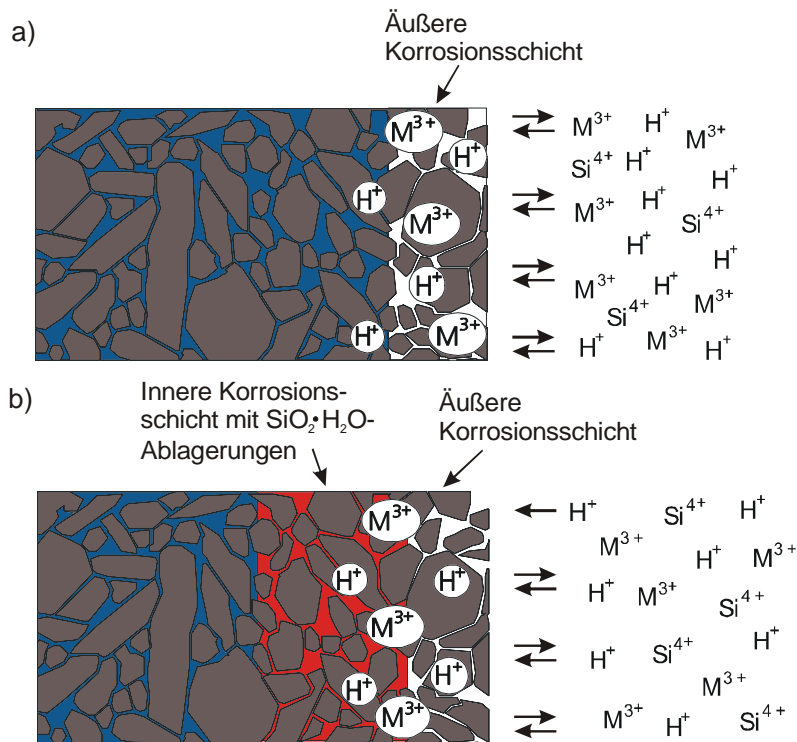 a)
Äußere
Korrosionsschicht
M³⁺
H⁺
H⁺
M³⁺
H⁺
H⁺
M³⁺
M³⁺ H⁺ M³⁺
Si⁴⁺ H⁺ H⁺
M³⁺ H⁺ Si⁴⁺
H⁺ H⁺
M³⁺ H⁺ M³⁺
Si⁴⁺ M³⁺
H⁺ H⁺
b)
Innere Korrosions-
schicht mit SiO₂•H₂O-
Ablagerungen
Äußere
Korrosionsschicht
M³⁺
H⁺ H⁺
M³⁺
H⁺ H⁺
M³⁺
H⁺ Si⁴⁺ H⁺
M³⁺ H⁺ M³⁺
H⁺ M³⁺ Si⁴⁺
H⁺ Si⁴⁺ H⁺
M³⁺
M³⁺ H⁺ Si⁴⁺